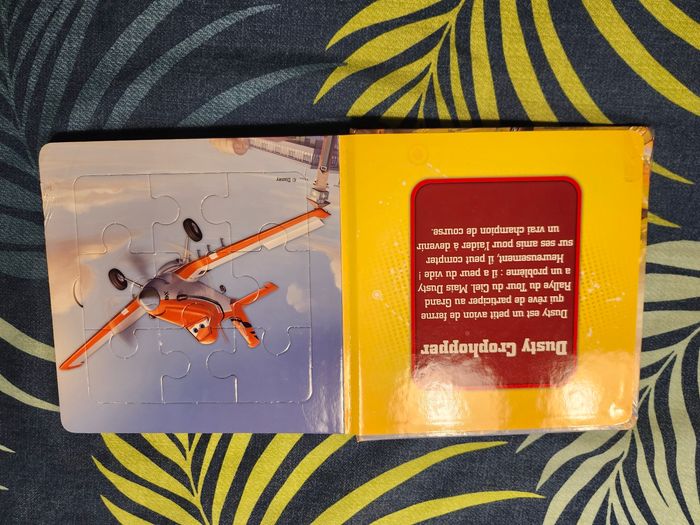 Dusty Crophopper
Dusty est un petit avion de ferme
qui rêve de participer au Grand
Rallye du Tour du Ciel. Mais Dusty
a un problème : il a peur du vide !
Heureusement, il peut compter
sur ses amis pour l'aider à devenir
un vrai champion de course.
© Disney